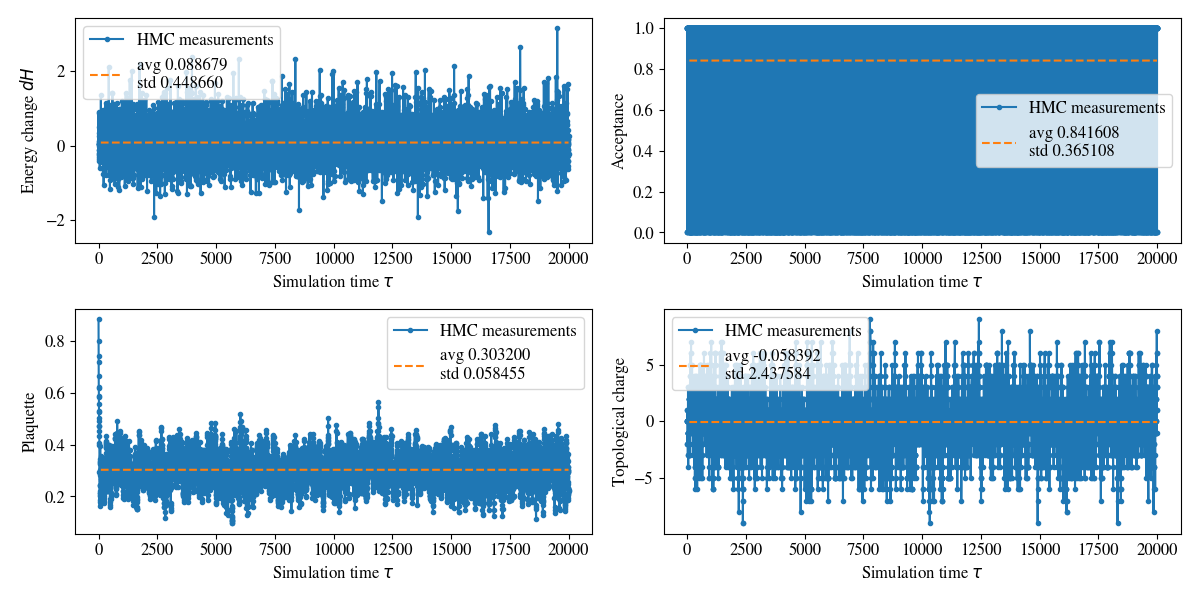 Energy change dH
2
0
−2
HMC measurements
avg 0.088679
std 0.448660
0
2500
5000
7500
10000
12500
15000
17500
20000
Simulation time τ
Acceptance
1.0
0.8
0.6
0.4
0.2
0.0
HMC measurements
avg 0.841608
std 0.365108
0
2500
5000
7500
10000
12500
15000
17500
20000
Simulation time τ
Plaquette
0.8
0.6
0.4
0.2
HMC measurements
avg 0.303200
std 0.058455
0
2500
5000
7500
10000
12500
15000
17500
20000
Simulation time τ
Topological charge
5
0
−5
HMC measurements
avg -0.058392
std 2.437584
0
2500
5000
7500
10000
12500
15000
17500
20000
Simulation time τ